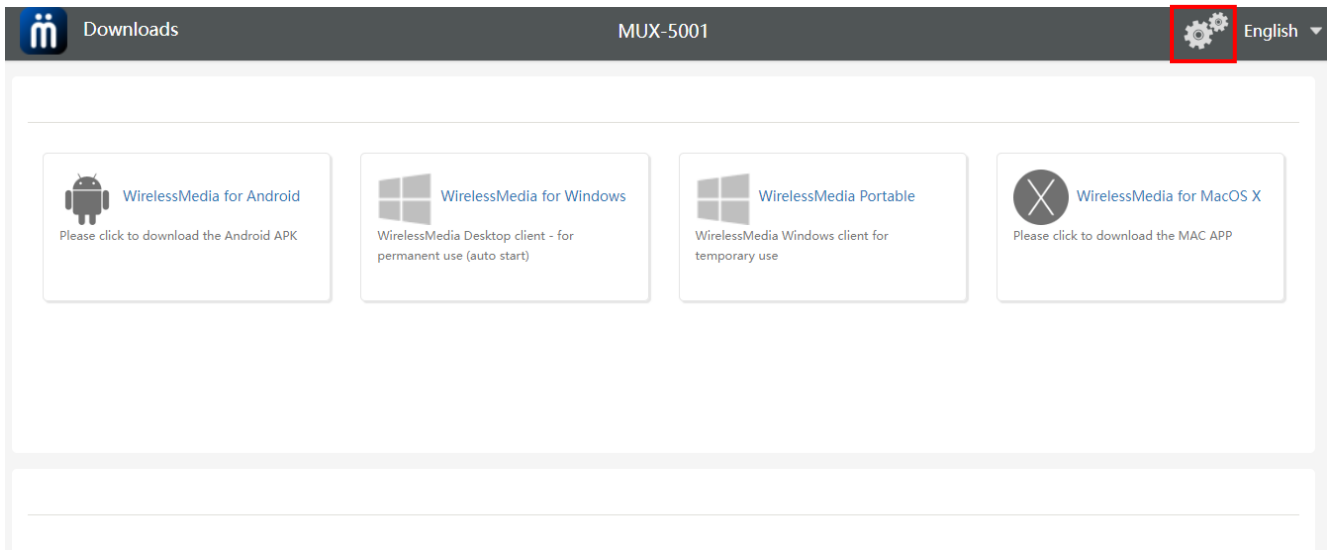 Downloads
MUX-5001
English
WirelessMedia for Android
Please click to download the Android APK
WirelessMedia for Windows
WirelessMedia Desktop client - for
permanent use (auto start)
WirelessMedia Portable
WirelessMedia Windows client for
temporary use
WirelessMedia for MacOS X
Please click to download the MAC APP